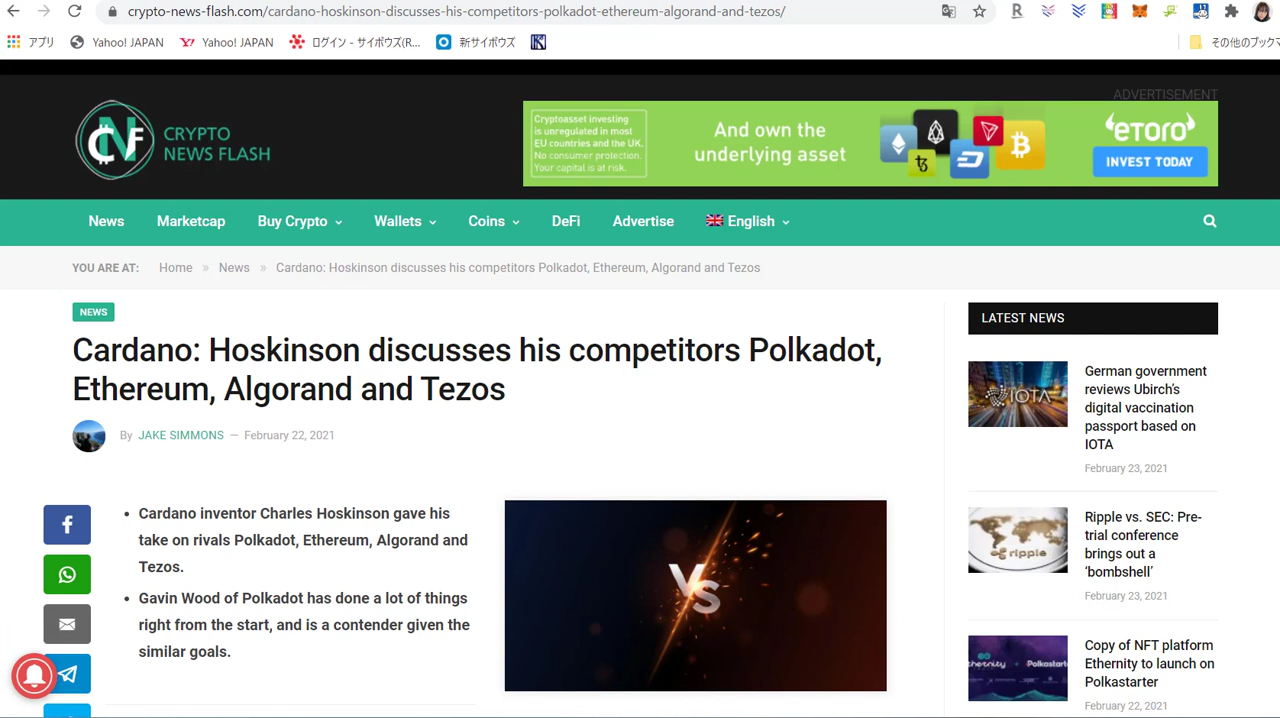 crypto-news-flash.com/cardano-hoskinson-discusses-his-competitors-polkadot-ethereum-algorand-and-tezos/
アプリ
Yahoo! JAPAN
Yahoo! JAPAN
ログイン - サイボウズ(R...
新サイボウズ
その他のブックマ
ADVERTISEMENT
CRYPTO
NEWS FLASH
Cryptoasset investing
is unregulated in most
EU countries and the UK.
No consumer protection.
Your capital is at risk.
And own the
underlying asset
eTORO
INVEST TODAY
News
Marketcap
Buy Crypto
Wallets
Coins
DeFi
Advertise
English
YOU ARE AT: Home » News » Cardano: Hoskinson discusses his competitors Polkadot, Ethereum, Algorand and Tezos
NEWS
Cardano: Hoskinson discusses his competitors Polkadot,
Ethereum, Algorand and Tezos
By JAKE SIMMONS — February 22, 2021
• Cardano inventor Charles Hoskinson gave his
take on rivals Polkadot, Ethereum, Algorand and
Tezos.
• Gavin Wood of Polkadot has done a lot of things
right from the start, and is a contender given the
similar goals.
VS
LATEST NEWS
IOTA
German government
reviews Ubirch's
digital vaccination
passport based on
IOTA
February 23, 2021
ripple
Ripple vs. SEC: Pre-
trial conference
brings out a
‘bombshell’
February 23, 2021
Copy of NFT platform
Ethernity to launch on
Polkastarter
February 22, 2021